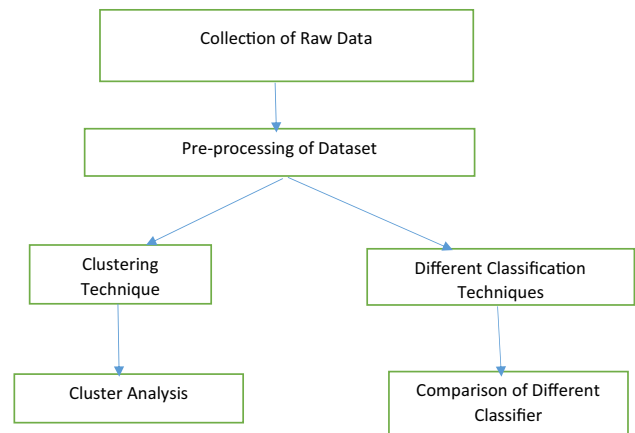 Collection of Raw Data
Pre-processing of Dataset
Clustering
Technique
Different Classification
Techniques
Cluster Analysis
Comparison of Different
Classifier